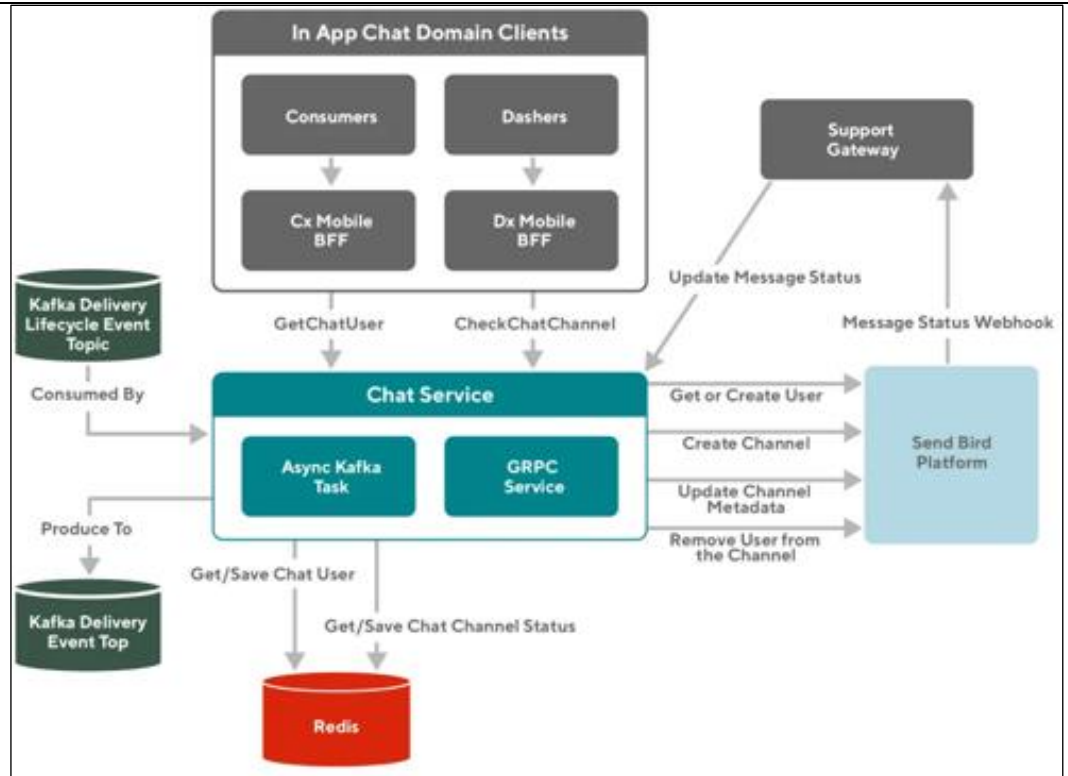 In App Chat Domain Clients
Consumers
Dashers
Support
Gateway
Cx Mobile
BFF
Dx Mobile
BFF
Update Message Status
Kafka Delivery
Lifecycle Event
Topic
GetChatUser
CheckChatChannel
Message Status Webhook
Consumed By
Chat Service
Get or Create User
Create Channel
Send Bird
Platform
Async Kafka
Task
GRPC
Service
Update Channel
Metadata
Produce To
Remove User from
the Channel
Get/Save Chat User
Kafka Delivery
Event Top
Get/Save Chat Channel Status
Redis